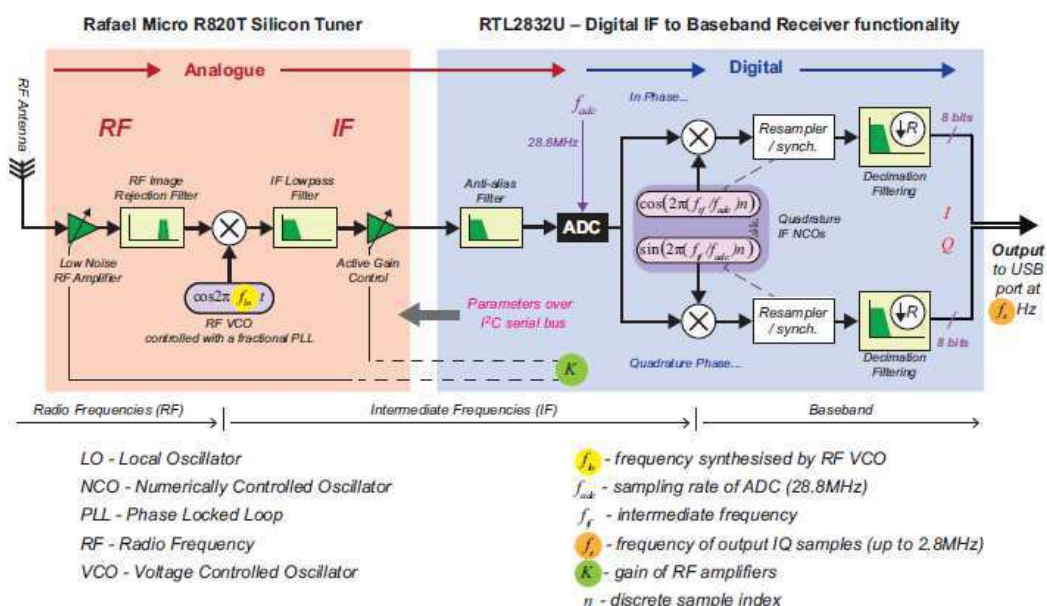 Rafael Micro R820T Silicon Tuner
RTL2832U – Digital IF to Baseband Receiver functionality
Analogue
Digital
RF Antenna
RF
IF
f_adc
28.8MHz
In Phase...
RF Image
Rejection Filter
IF Lowpass
Filter
Anti-alias
Filter
ADC
Resampler
/ synch.
↓R
8 bits
Decimation
Filtering
cos(2π(f_if/f_adc)n)
sin(2π(f_if/f_adc)n)
Quadrature
IF NCOs
I
Q
Low Noise
RF Amplifier
cos2π f_lo t
RF VCO
controlled with a fractional PLL
Active Gain
Control
Parameters over
I²C serial bus
K
Quadrature Phase...
Resampler
/ synch.
↓R
8 bits
Decimation
Filtering
Output
to USB
port at
f_s Hz
Radio Frequencies (RF)
Intermediate Frequencies (IF)
Baseband
LO - Local Oscillator
NCO - Numerically Controlled Oscillator
PLL - Phase Locked Loop
RF - Radio Frequency
VCO - Voltage Controlled Oscillator
f_lo - frequency synthesised by RF VCO
f_adc - sampling rate of ADC (28.8MHz)
f_if - intermediate frequency
f_s - frequency of output IQ samples (up to 2.8MHz)
K - gain of RF amplifiers
n - discrete sample index